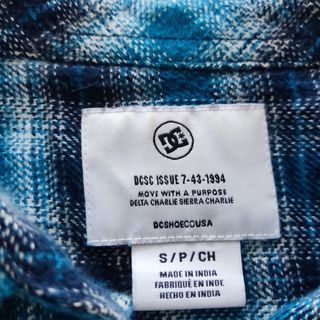 DC
DCSC ISSUE 7-43-1994
MOVE WITH A PURPOSE
DELTA CHARLIE SIERRA CHARLIE
DCSHOECOUSA
S/P/CH
MADE IN INDIA
FABRIQUÉ EN INDE
HECHO EN INDIA